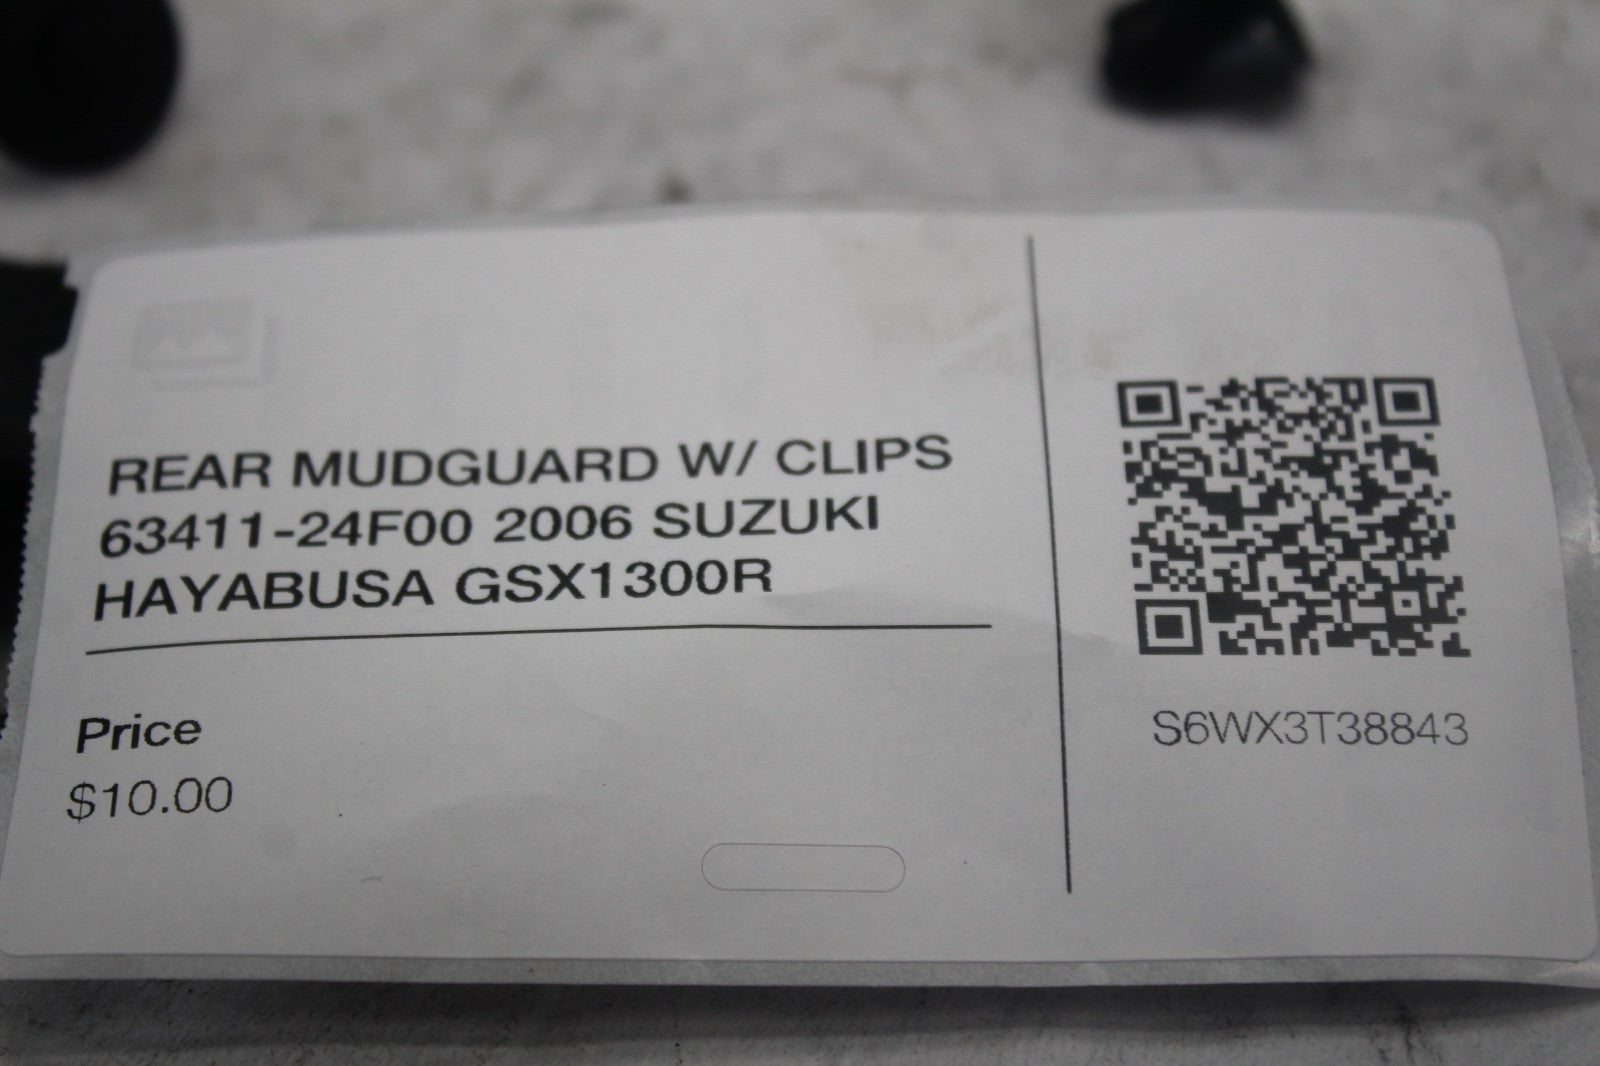 REAR MUDGUARD W/ CLIPS
63411-24F00 2006 SUZUKI
HAYABUSA GSX1300R
Price
$10.00
S6WX3T38843